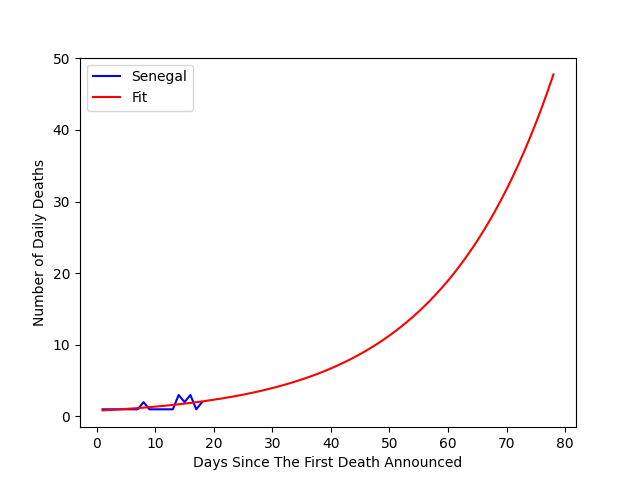 Senegal
Fit
50
40
30
20
10
0
Number of Daily Deaths
0 10 20 30 40 50 60 70 80
Days Since The First Death Announced